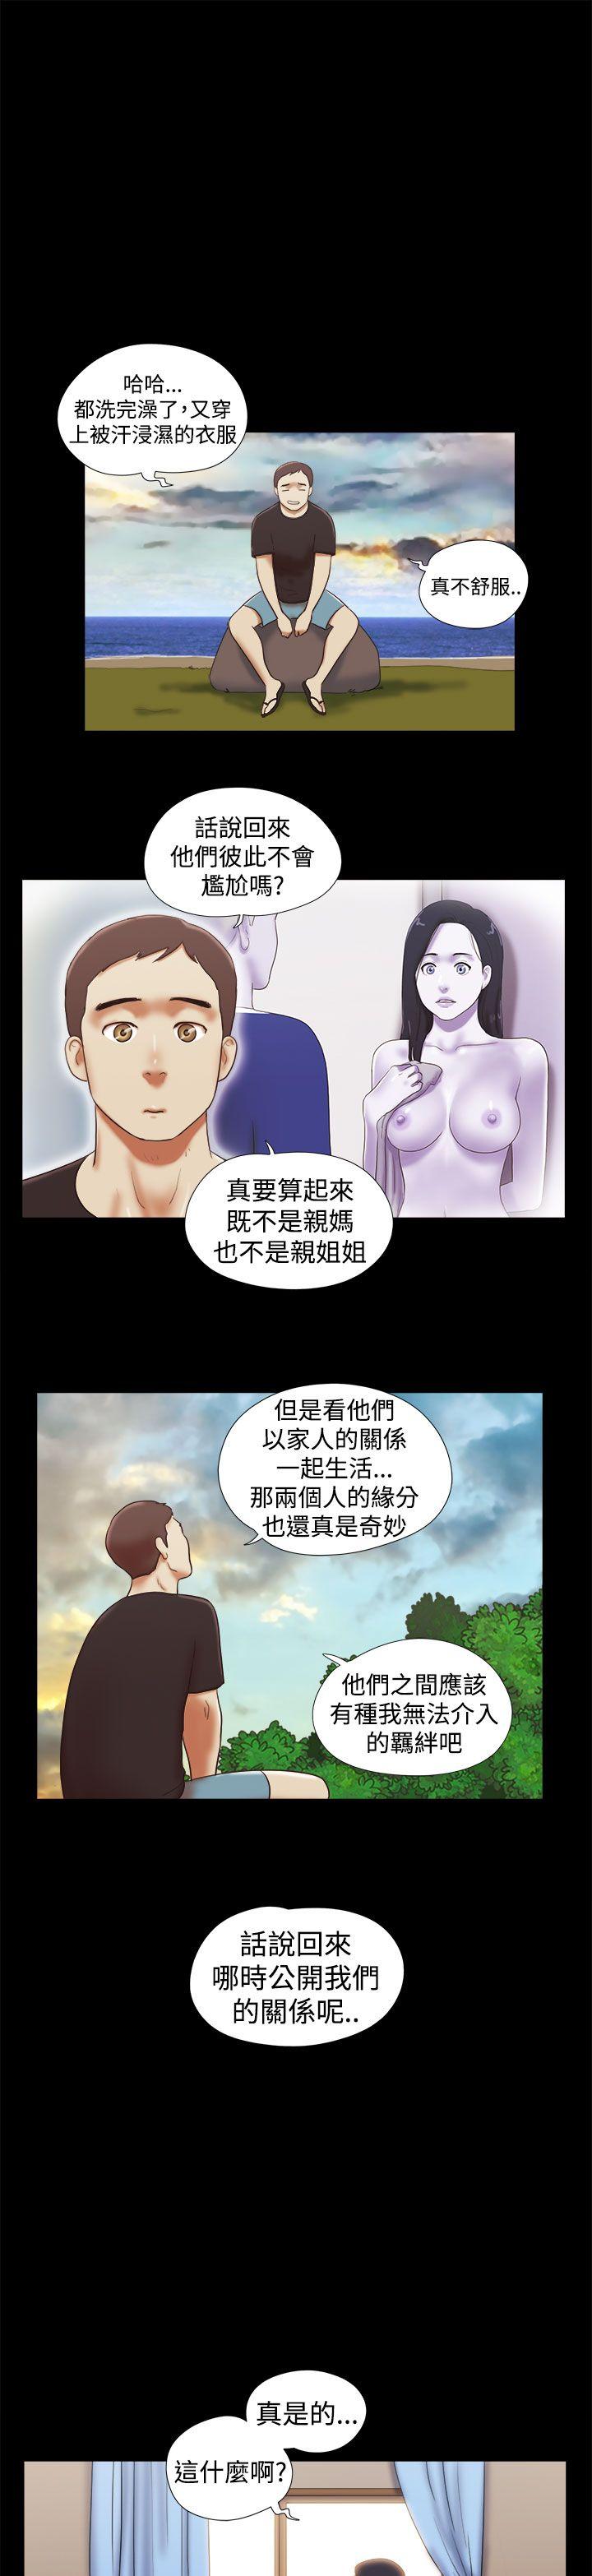 哈哈...
都洗完澡了，又穿
上被汗浸濕的衣服
真不舒服..
話說回來
他們彼此不會
尷尬嗎?
真要算起來
既不是親媽
也不是親姐姐
但是看他們
以家人的關係
一起生活...
那兩個人的緣分
也還真是奇妙
他們之間應該
有種我無法介入
的羈絆吧
話說回來
哪時公開我們
的關係呢..
真是的...
這什麼啊?